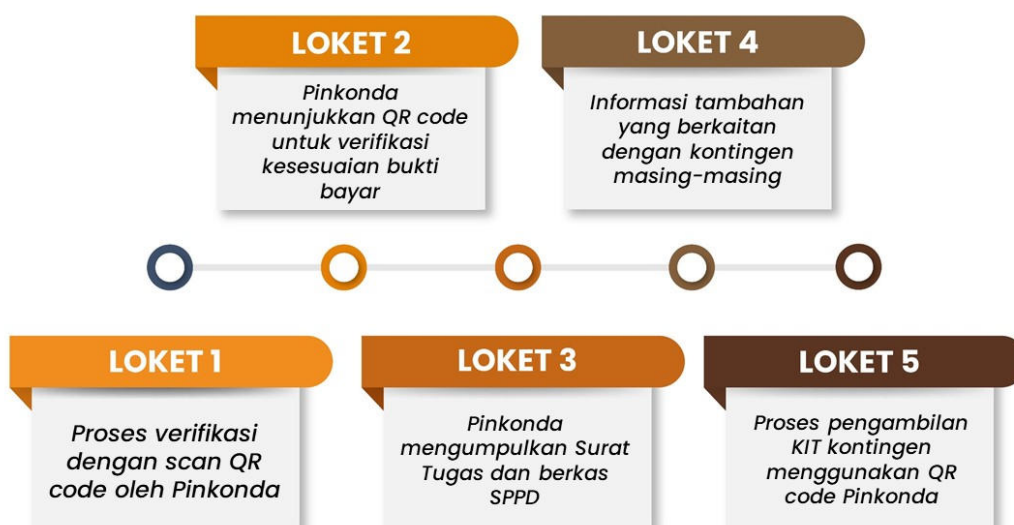 LOKET 2
Pinkonda
menunjukkan QR code
untuk verifikasi
kesesuaian bukti
bayar
LOKET 4
Informasi tambahan
yang berkaitan
dengan kontingen
masing-masing
LOKET 1
Proses verifikasi
dengan scan QR
code oleh Pinkonda
LOKET 3
Pinkonda
mengumpulkan Surat
Tugas dan berkas
SPPD
LOKET 5
Proses pengambilan
KIT kontingen
menggunakan QR
code Pinkonda